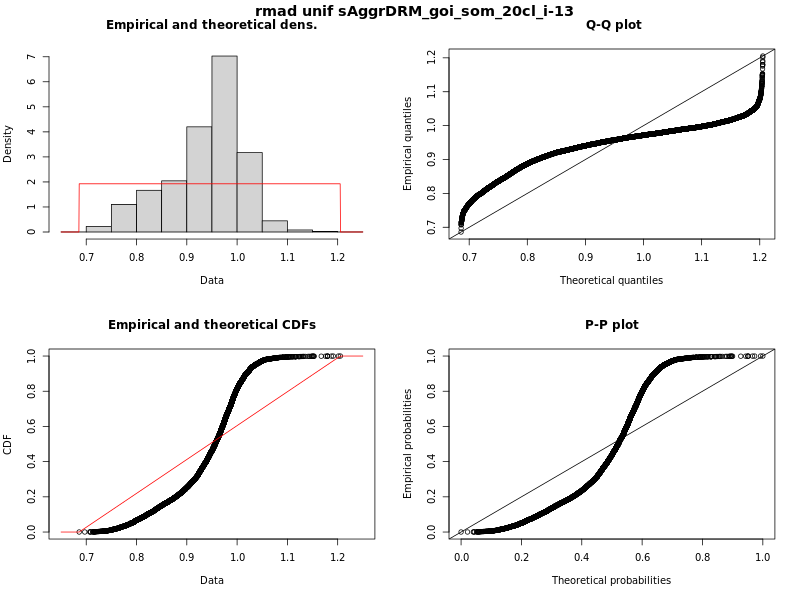 rmad unif sAggrDRM_goi_som_20cl_i-13
Empirical and theoretical dens.
Density
0 1 2 3 4 5 6 7
0.7 0.8 0.9 1.0 1.1 1.2
Data
Q-Q plot
Empirical quantiles
0.7 0.8 0.9 1.0 1.1 1.2
0.7 0.8 0.9 1.0 1.1 1.2
Theoretical quantiles
Empirical and theoretical CDFs
CDF
0.0 0.2 0.4 0.6 0.8 1.0
0.7 0.8 0.9 1.0 1.1 1.2
Data
P-P plot
Empirical probabilities
0.0 0.2 0.4 0.6 0.8 1.0
0.0 0.2 0.4 0.6 0.8 1.0
Theoretical probabilities